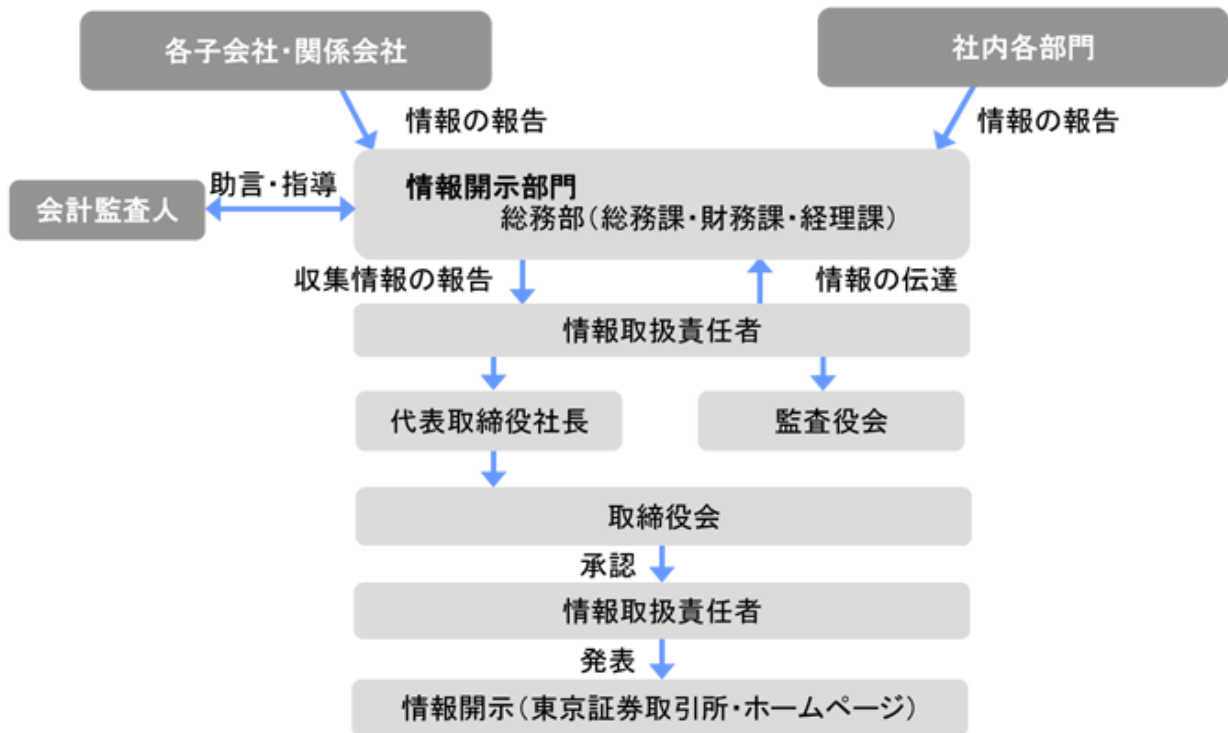 各子会社・関係会社
社内各部門
情報の報告
情報の報告
助言・指導
会計監査人
情報開示部門
総務部（総務課・財務課・経理課）
収集情報の報告
情報の伝達
情報取扱責任者
代表取締役社長
監査役会
取締役会
承認
情報取扱責任者
発表
情報開示（東京証券取引所・ホームページ）